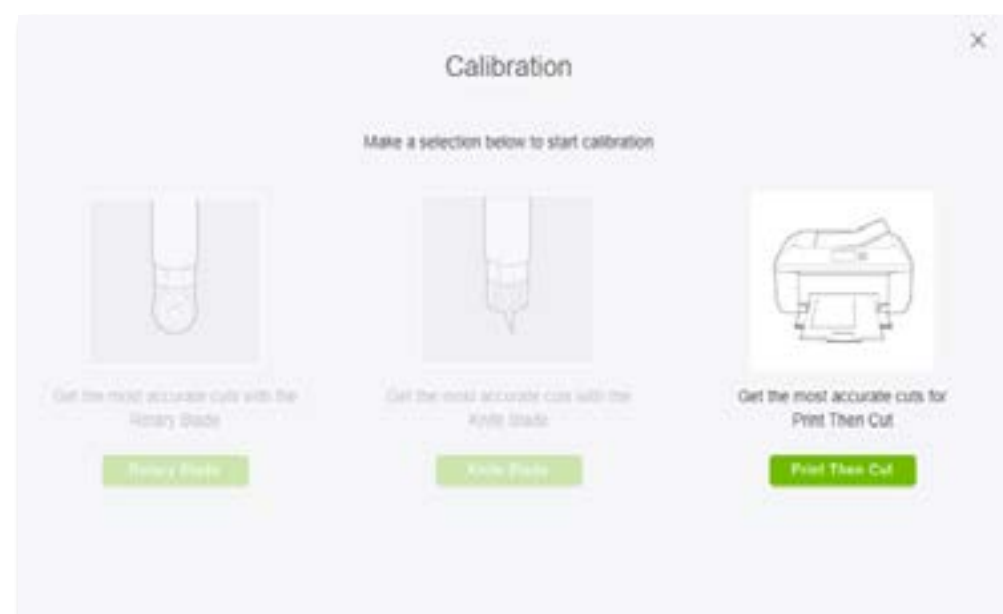 Calibration
Make a selection below to start calibration
Get the most accurate cuts with the
Rotary Blade
Rotary Blade
Get the most accurate cuts with the
Knife Blade
Knife Blade
Get the most accurate cuts for
Print Then Cut
Print Then Cut